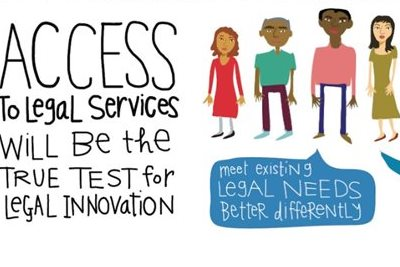 ACCESS
To Legal Services
WILL Be the
TRUE TEST for
LEGAL INNOVATION
meet existing
LEGAL NEEDS
Better differently